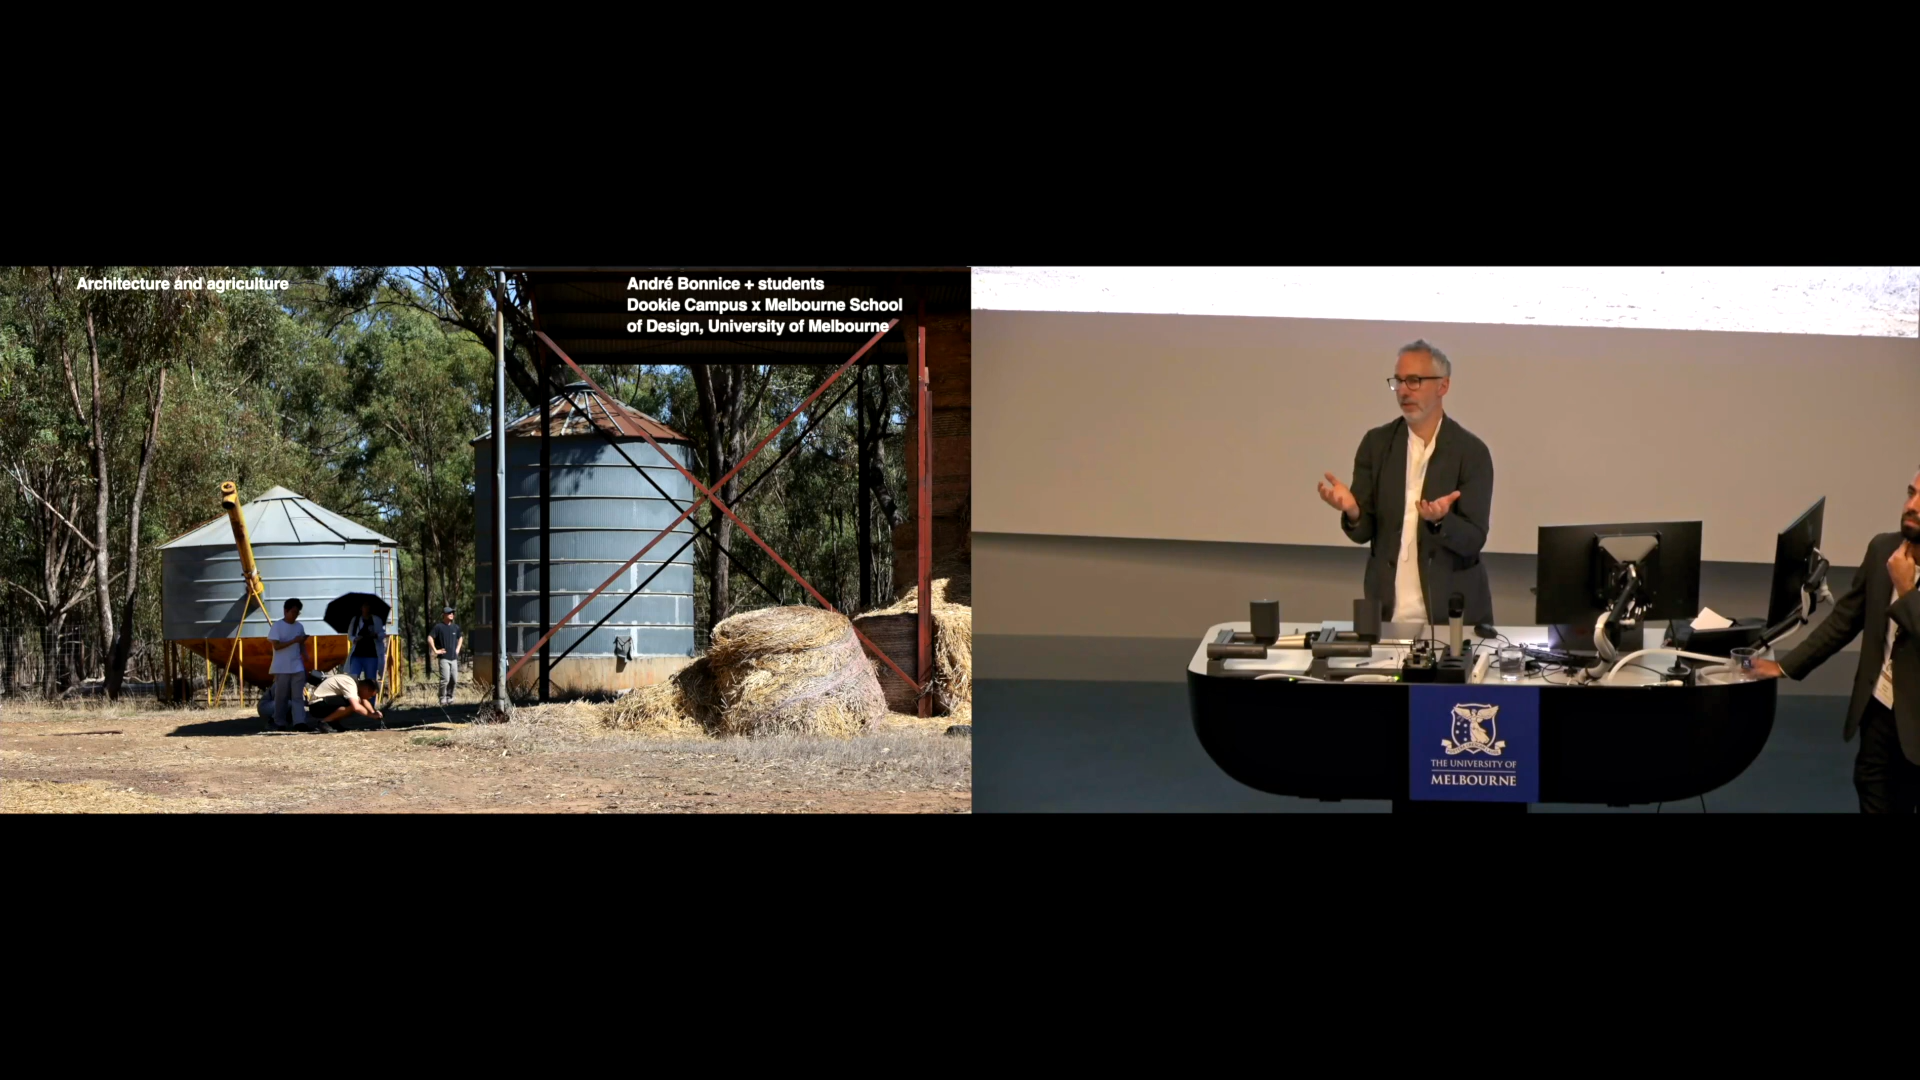 Architecture and agriculture
André Bonnice + students
Dookie Campus x Melbourne School
of Design, University of Melbourne
THE UNIVERSITY OF
MELBOURNE